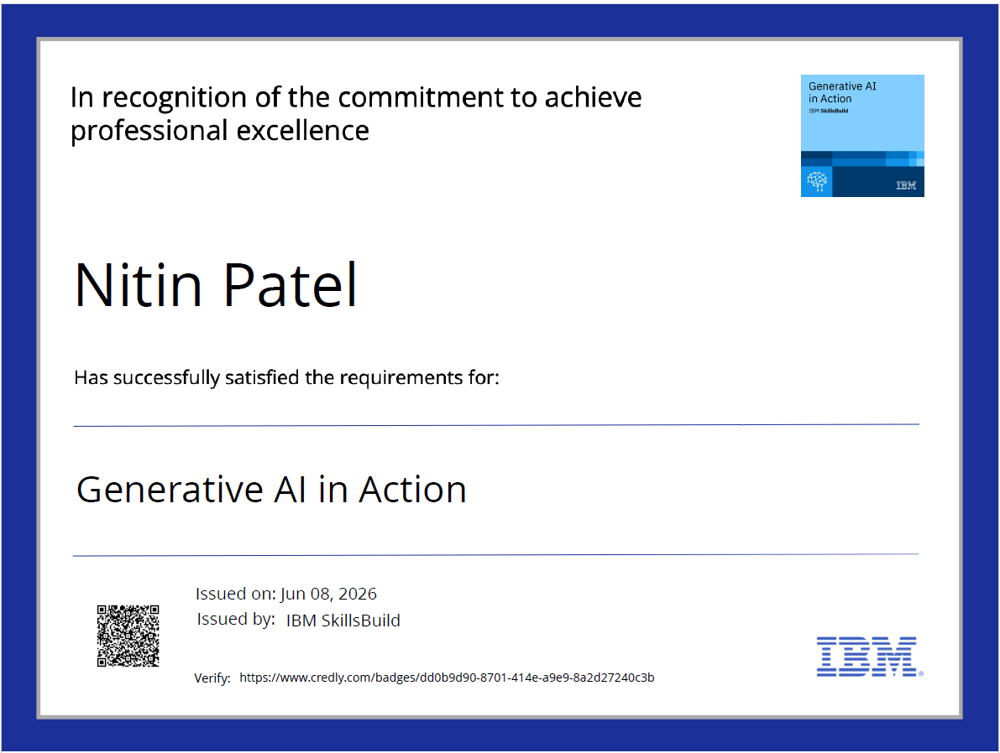 In recognition of the commitment to achieve
professional excellence
Generative AI
in Action
IBM SkillsBuild
IBM
Nitin Patel
Has successfully satisfied the requirements for:
Generative AI in Action
Issued on: Jun 08, 2026
Issued by: IBM SkillsBuild
Verify: https://www.credly.com/badges/dd0b9d90-8701-414e-a9e9-8a2d27240c3b
IBM®